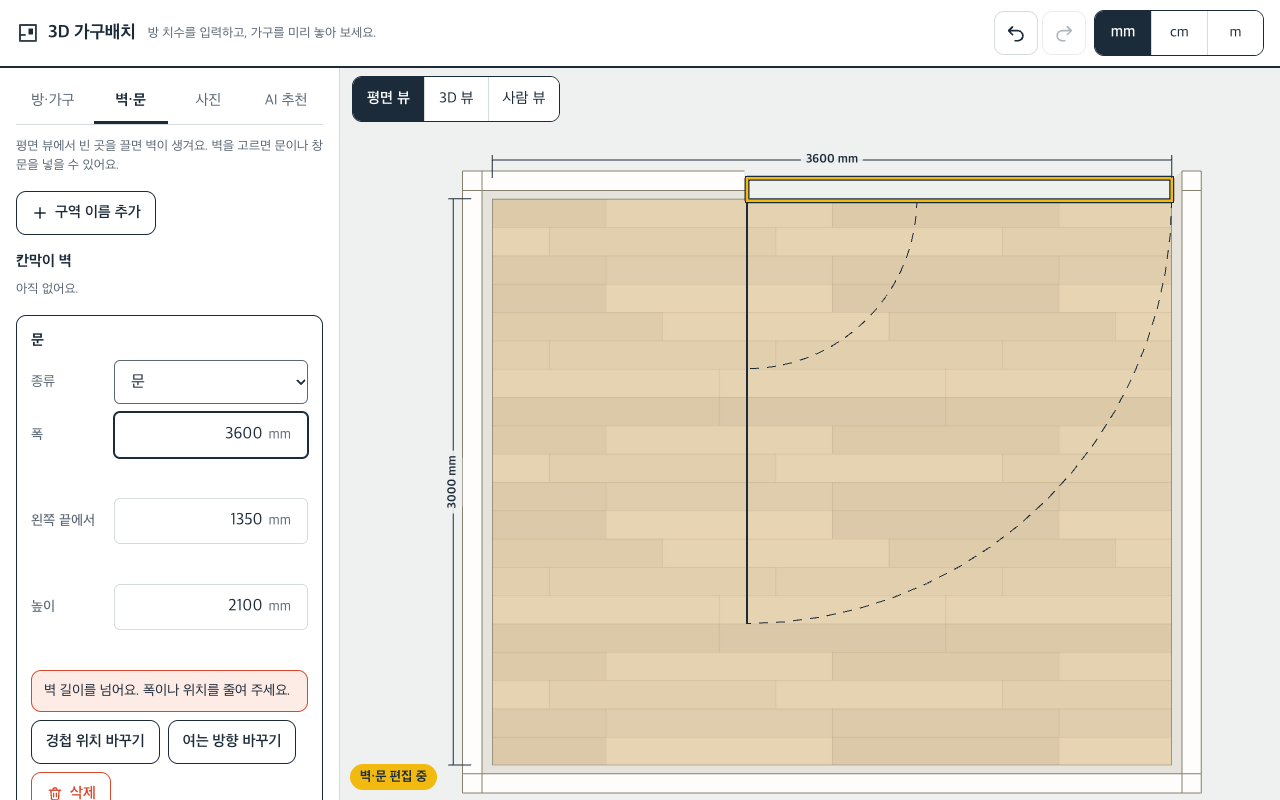 3D 가구배치
방 치수를 입력하고, 가구를 미리 놓아 보세요.
mm
cm
m
방·가구
벽·문
사진
AI 추천
평면 뷰
3D 뷰
사람 뷰
평면 뷰에서 빈 곳을 끌면 벽이 생겨요. 벽을 고르면 문이나 창
문을 넣을 수 있어요.
구역 이름 추가
칸막이 벽
아직 없어요.
문
종류
문
폭
3600 mm
왼쪽 끝에서
1350 mm
높이
2100 mm
벽 길이를 넘어요. 폭이나 위치를 줄여 주세요.
경첩 위치 바꾸기
여는 방향 바꾸기
삭제
3600 mm
3000 mm
벽·문 편집 중